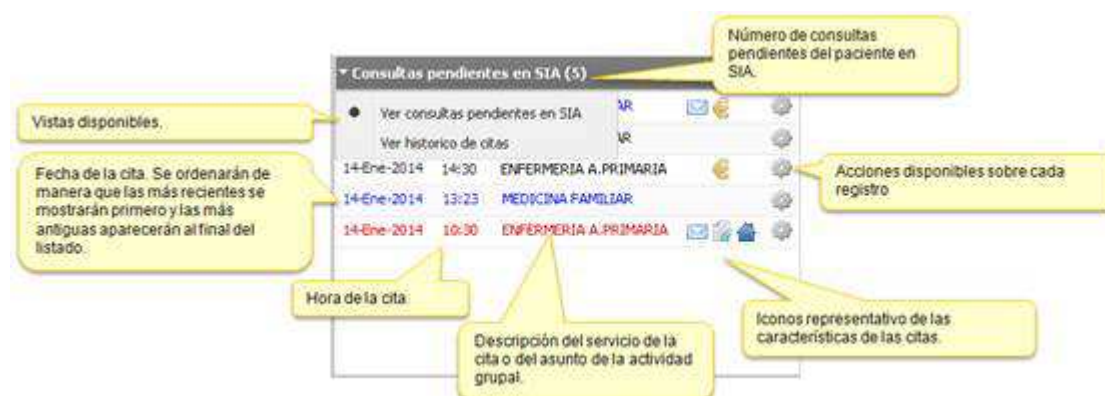 Número de consultas
pendientes del paciente en
SIA.
Consultas pendientes en SIA (5)
Ver consultas pendientes en SIA
Ver historico de citas
AR
AR
Vistas disponibles.
Fecha de la cita. Se ordenarán de
manera que las más recientes se
mostrarán primero y las más
antiguas aparecerán al final del
listado.
14-Ene-2014 14:30 ENFERMERIA A.PRIMARIA
14-Ene-2014 13:23 MEDICINA FAMILIAR
14-Ene-2014 10:30 ENFERMERIA A.PRIMARIA
Acciones disponibles sobre cada
registro
Hora de la cita.
Descripción del servicio de la
cita o del asunto de la actividad
grupal.
Iconos representativo de las
características de las citas.